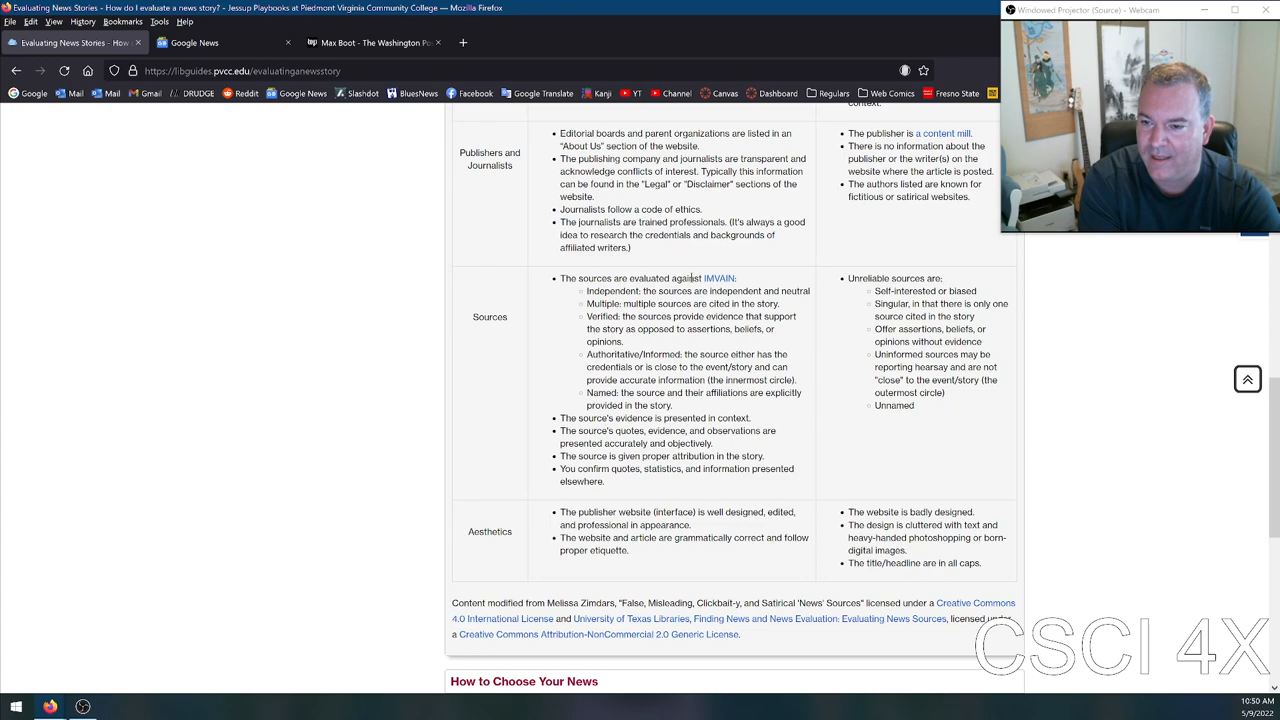 Evaluating News Stories - How do I evaluate a news story? - Jessup Playbooks at Piedmont Virginia Community College — Mozilla Firefox
File Edit View History Bookmarks Tools Help
Windowed Projector (Source) - Webcam
Evaluating News Stories - How
Google News
Max Boot - The Washington Po
https://libguides.pvcc.edu/evaluatinganewsstory
Google Mail Mail Gmail DRUDGE Reddit Google News Slashdot BluesNews Facebook Google Translate Kanji YT Channel Canvas Dashboard Regulars Web Comics Fresno State
context.
Publishers and
Journalists
Editorial boards and parent organizations are listed in an
"About Us" section of the website.
The publishing company and journalists are transparent and
acknowledge conflicts of interest. Typically this information
can be found in the "Legal" or "Disclaimer" sections of the
website.
Journalists follow a code of ethics.
The journalists are trained professionals. (It's always a good
idea to research the credentials and backgrounds of
affiliated writers.)
The publisher is a content mill.
There is no information about the
publisher or the writer(s) on the
website where the article is posted.
The authors listed are known for
fictitious or satirical websites.
Sources
The sources are evaluated against IMVAIN:
Independent: the sources are independent and neutral
Multiple: multiple sources are cited in the story.
Verified: the sources provide evidence that support
the story as opposed to assertions, beliefs, or
opinions.
Authoritative/Informed: the source either has the
credentials or is close to the event/story and can
provide accurate information (the innermost circle).
Named: the source and their affiliations are explicitly
provided in the story.
The source's evidence is presented in context.
The source's quotes, evidence, and observations are
presented accurately and objectively.
The source is given proper attribution in the story.
You confirm quotes, statistics, and information presented
elsewhere.
Unreliable sources are:
Self-interested or biased
Singular, in that there is only one
source cited in the story
Offer assertions, beliefs, or
opinions without evidence
Uninformed sources may be
reporting hearsay and are not
"close" to the event/story (the
outermost circle)
Unnamed
Aesthetics
The publisher website (interface) is well designed, edited,
and professional in appearance.
The website and article are grammatically correct and follow
proper etiquette.
The website is badly designed.
The design is cluttered with text and
heavy-handed photoshopping or born-
digital images.
The title/headline are in all caps.
Content modified from Melissa Zimdars, "False, Misleading, Clickbait-y, and Satirical 'News' Sources" licensed under a Creative Commons
4.0 International License and University of Texas Libraries, Finding News and News Evaluation: Evaluating News Sources, licensed under
a Creative Commons Attribution-NonCommercial 2.0 Generic License.
How to Choose Your News
CSCI 4X
10:50 AM
5/9/2022